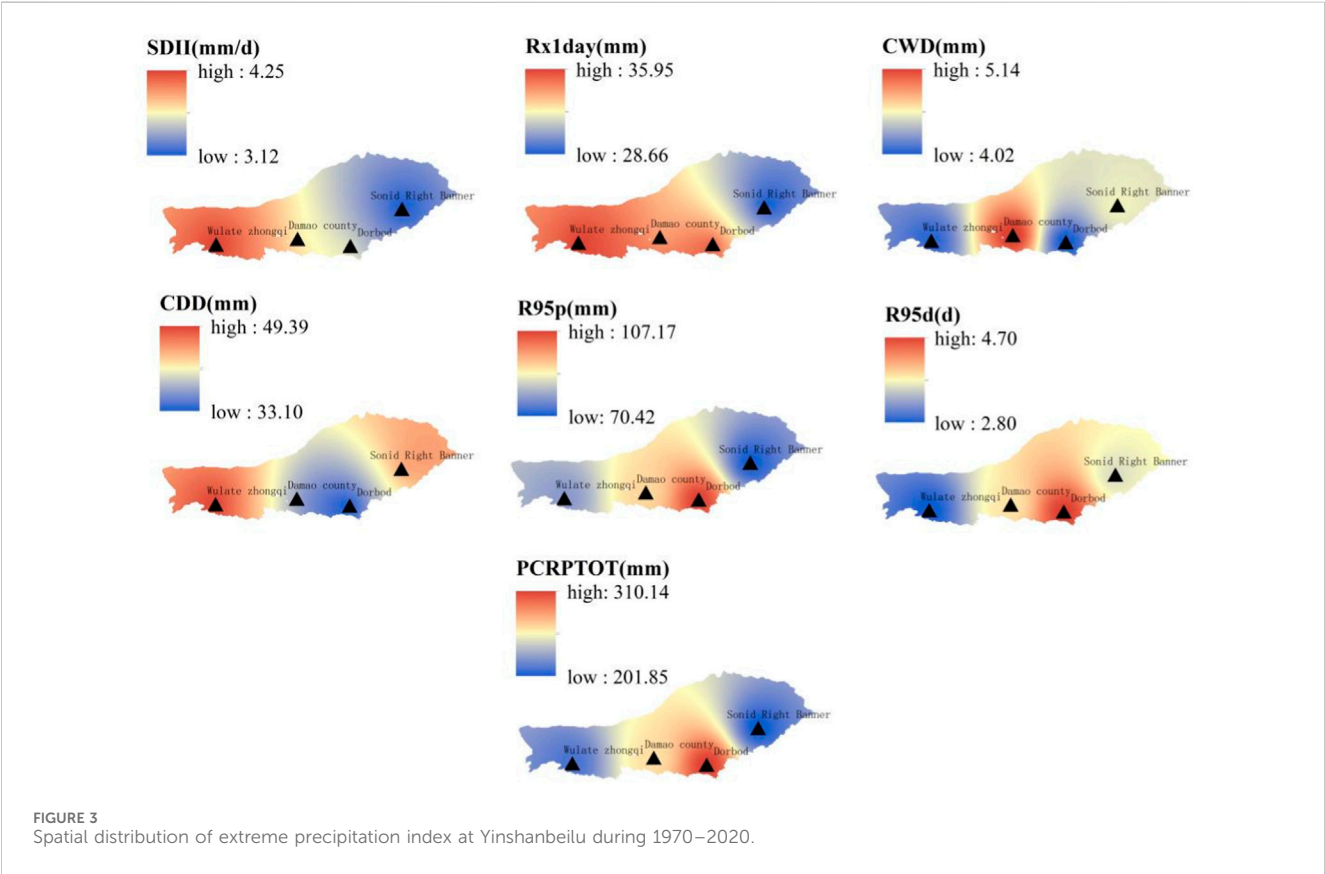 SDII(mm/d)
high : 4.25
low : 3.12
Sonid Right Banner
Wulate zhongqi
Damao county
Dorbod
Rx1day(mm)
high : 35.95
low : 28.66
Sonid Right Banner
Wulate zhongqi
Damao county
Dorbod
CWD(mm)
high : 5.14
low : 4.02
Sonid Right Banner
Wulate zhongqi
Damao county
Dorbod
CDD(mm)
high : 49.39
low : 33.10
Sonid Right Banner
Wulate zhongqi
Damao county
Dorbod
R95p(mm)
high : 107.17
low: 70.42
Sonid Right Banner
Wulate zhongqi
Damao county
Dorbod
R95d(d)
high: 4.70
low : 2.80
Sonid Right Banner
Wulate zhongqi
Damao county
Dorbod
PCRPTOT(mm)
high: 310.14
low : 201.85
Sonid Right Banner
Wulate zhongqi
Damao county
Dorbod
FIGURE 3
Spatial distribution of extreme precipitation index at Yinshanbeilu during 1970–2020.